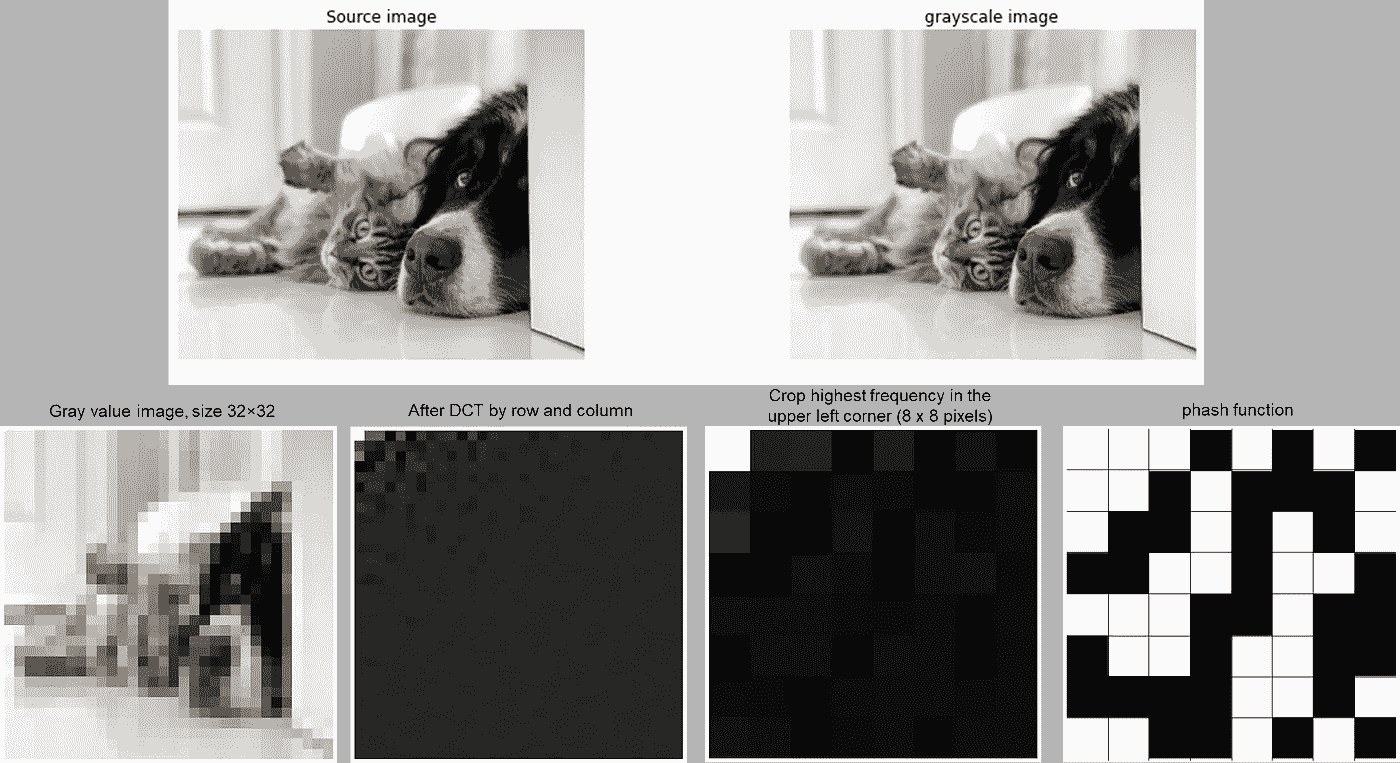 Source image
grayscale image
Gray value image, size 32×32
After DCT by row and column
Crop highest frequency in the
upper left corner (8 x 8 pixels)
phash function